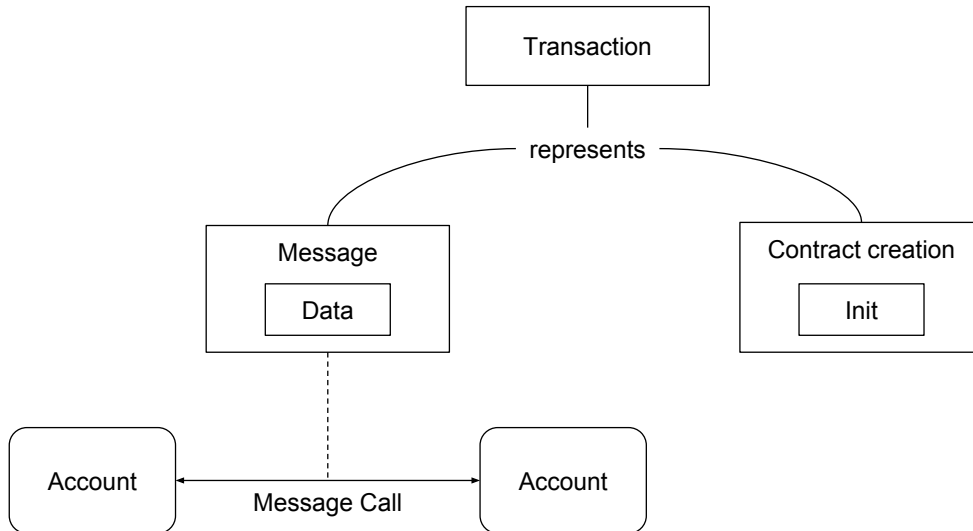 Transaction
represents
Message
Contract creation
Data
Init
Account
Account
Message Call